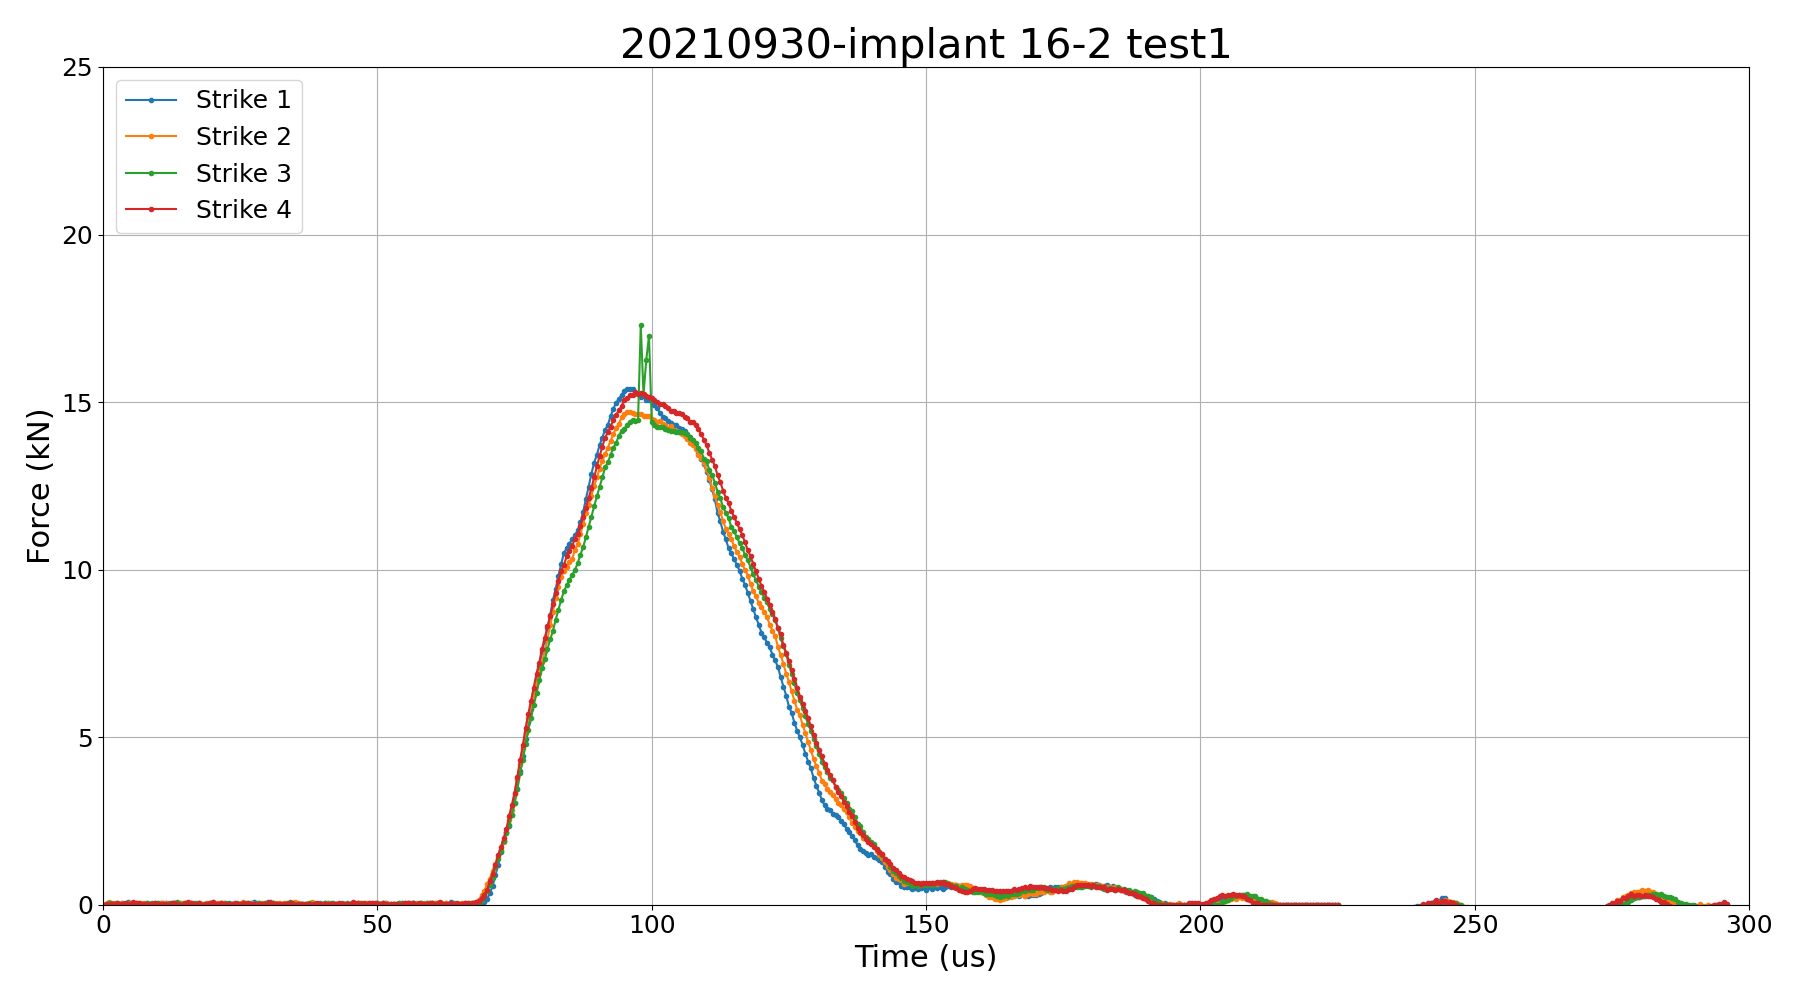 20210930-implant 16-2 test1
25
20
15
10
5
0
Force (kN)
Strike 1
Strike 2
Strike 3
Strike 4
0 50 100 150 200 250 300
Time (us)